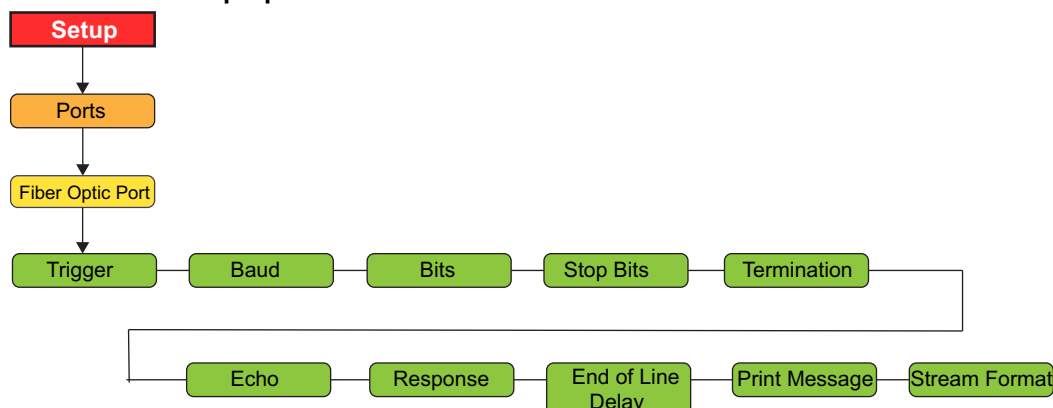 Setup
Ports
Fiber Optic Port
Trigger
Baud
Bits
Stop Bits
Termination
Echo
Response
End of Line
Delay
Print Message
Stream Format